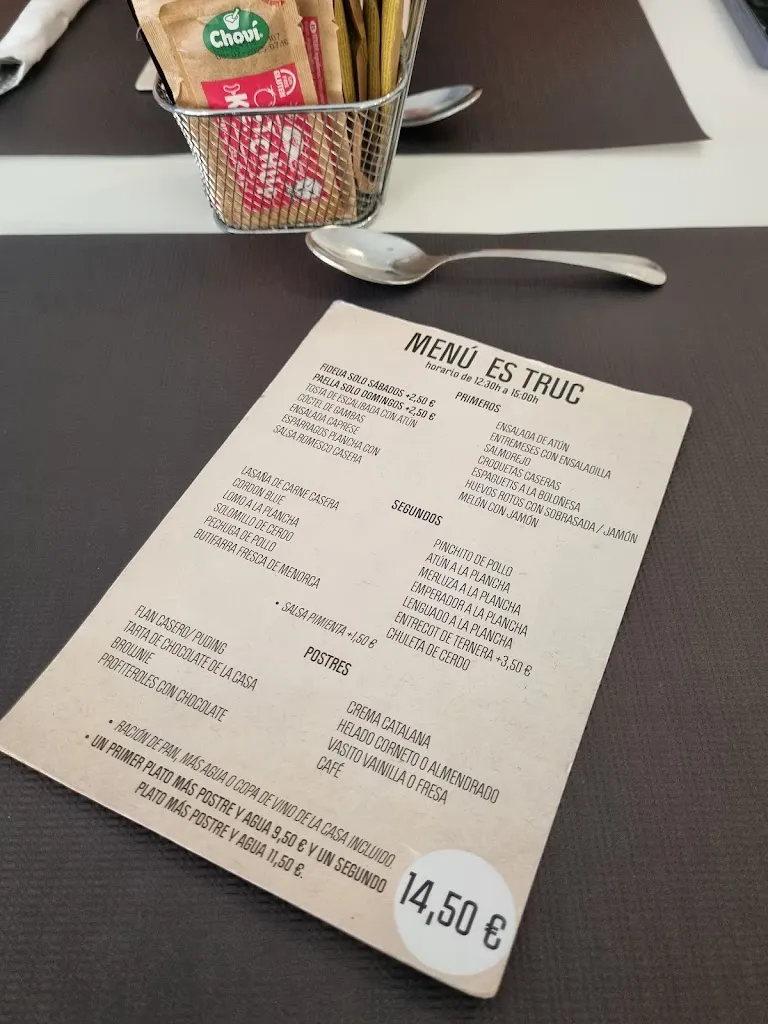 Chovi
MENÚ ES TRUC
horario de 12:30h a 15:00h
FIDEUA SOLO SÁBADOS +2,50 €
PAELLA SOLO DOMINGOS +2,50 €
TOSTA DE ESCALIBADA CON ATÚN
CÓCTEL DE GAMBAS
ENSALADA CAPRESE
ESPÁRRAGOS PLANCHA CON
SALSA ROMESCO CASERA
PRIMEROS
ENSALADA DE ATÚN
ENTREMESES CON ENSALADILLA
SALMOREJO
CROQUETAS CASERAS
ESPAGUETIS A LA BOLOÑESA
HUEVOS ROTOS CON SOBRASADA / JAMÓN
MELÓN CON JAMÓN
SEGUNDOS
LASAÑA DE CARNE CASERA
CORDON BLUE
LOMO A LA PLANCHA
SOLOMILLO DE CERDO
PECHUGA DE POLLO
BUTIFARRA FRESCA DE MENORCA
• SALSA PIMIENTA +1,50 €
PINCHITO DE POLLO
ATÚN A LA PLANCHA
MERLUZA A LA PLANCHA
EMPERADOR A LA PLANCHA
LENGUADO A LA PLANCHA
ENTRECOT DE TERNERA +3,50 €
CHULETA DE CERDO
POSTRES
FLAN CASERO/ PUDING
TARTA DE CHOCOLATE DE LA CASA
BROWNIE
PROFITEROLES CON CHOCOLATE
CREMA CATALANA
HELADO CORNETO O ALMENDRADO
VASITO VAINILLA O FRESA
CAFÉ
• RACIÓN DE PAN, MÁS AGUA O COPA DE VINO DE LA CASA INCLUIDO.
• UN PRIMER PLATO MÁS POSTRE Y AGUA 9,50 € Y UN SEGUNDO
PLATO MÁS POSTRE Y AGUA 11,50 €.
14,50 €